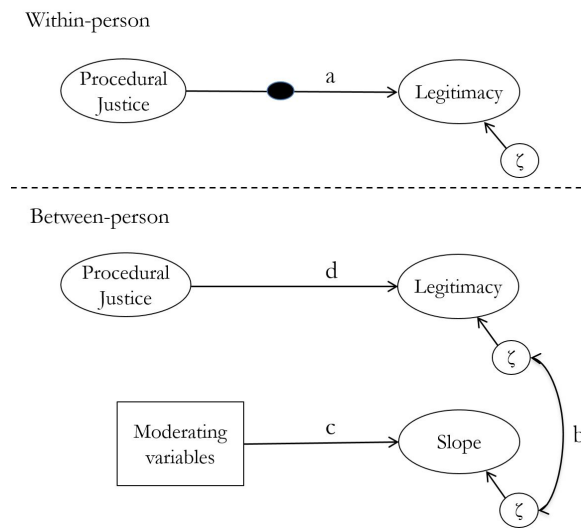 Within-person
Procedural
Justice
a
Legitimacy
ζ
Between-person
Procedural
Justice
d
Legitimacy
ζ
b
Moderating
variables
c
Slope
ζ